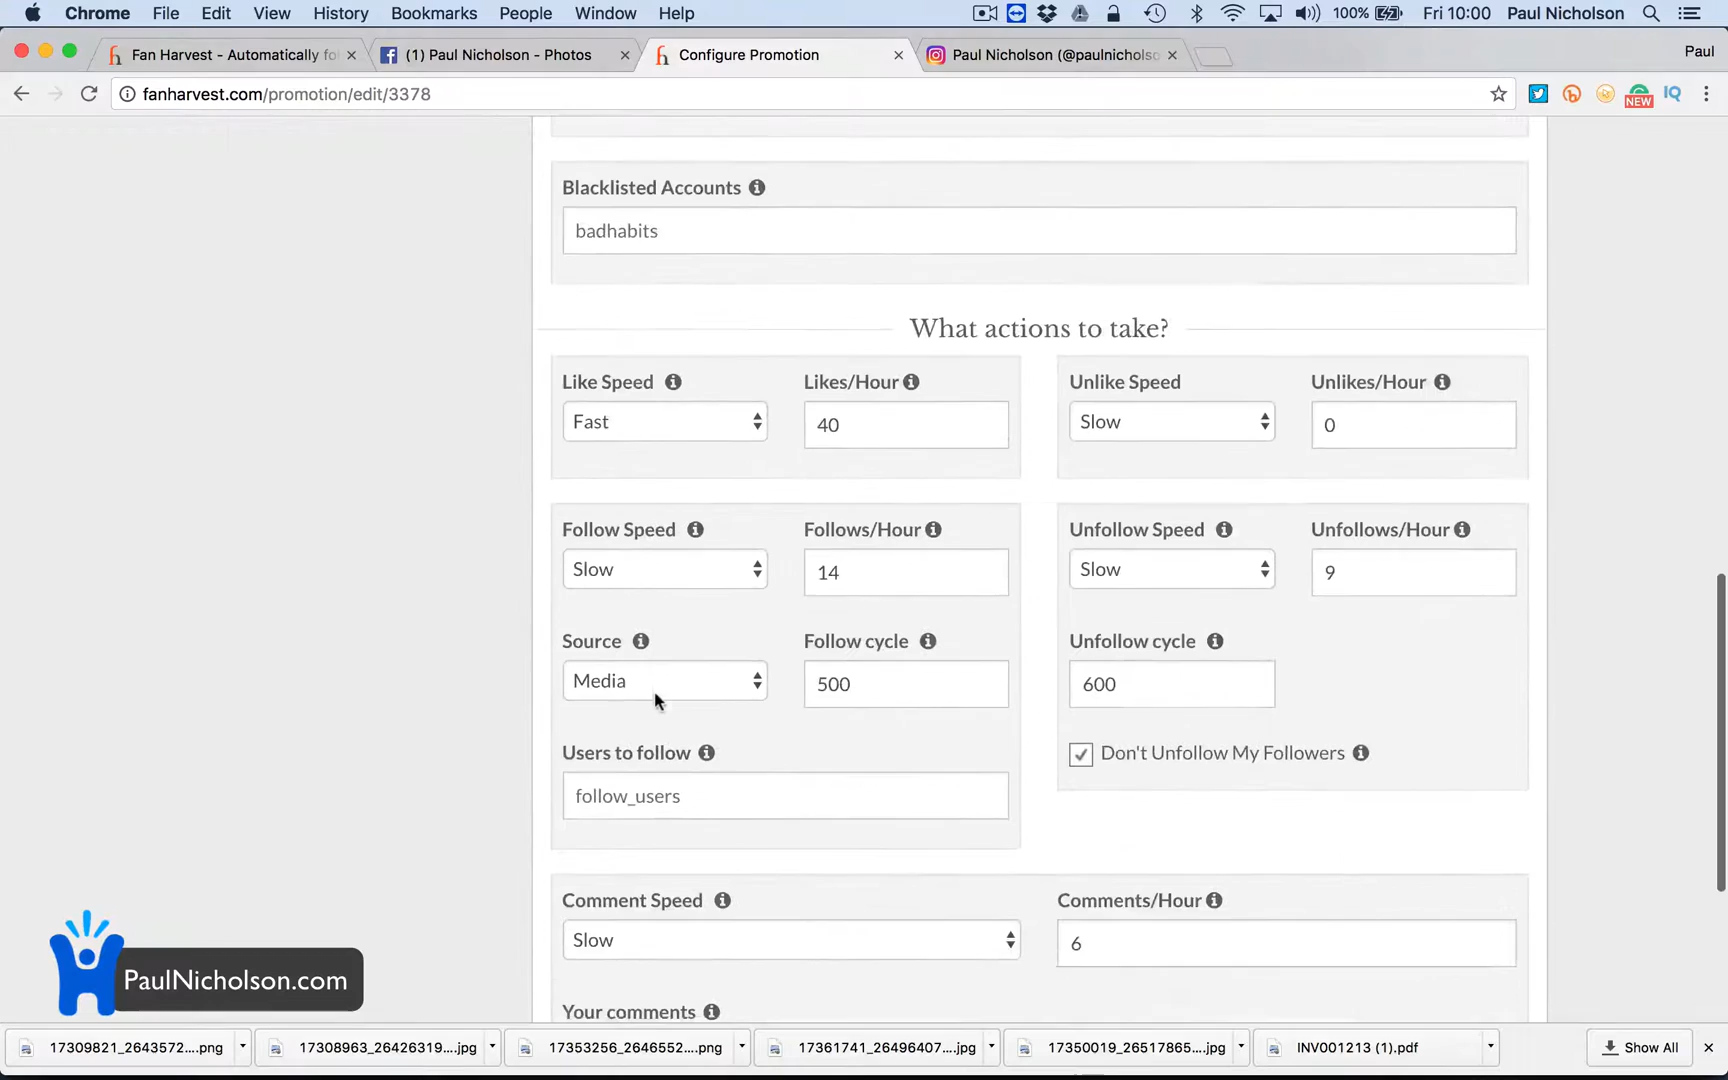 Chrome File Edit View History Bookmarks People Window Help 100% Fri 10:00 Paul Nicholson
Fan Harvest - Automatically fo (1) Paul Nicholson - Photos Configure Promotion Paul Nicholson (@paulnicholso Paul
fanharvest.com/promotion/edit/3378 NEW IQ
Blacklisted Accounts
badhabits
What actions to take?
Like Speed Likes/Hour Unlike Speed Unlikes/Hour
Fast 40 Slow 0
Follow Speed Follows/Hour Unfollow Speed Unfollows/Hour
Slow 14 Slow 9
Source Follow cycle Unfollow cycle
Media 500 600
Users to follow Don't Unfollow My Followers
follow_users
Comment Speed Comments/Hour
Slow 6
PaulNicholson.com
Your comments
17309821_2643572....png 17308963_26426319....jpg 17353256_2646552....png 17361741_26496407....jpg 17350019_26517865....jpg INV001213 (1).pdf Show All